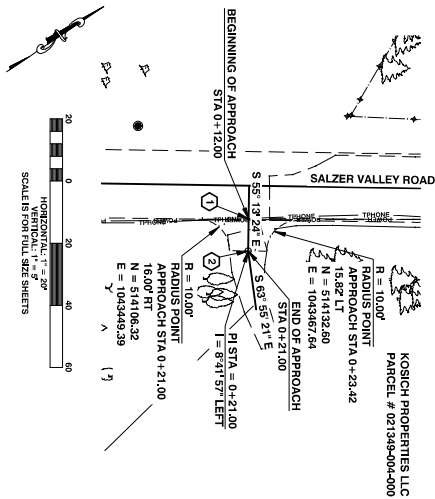 KOSICH PROPERTIES LLC
PARCEL # 021349-004-000
SALZER VALLEY ROAD
R = 10.00'
RADIUS POINT
APPROACH STA 0+23.42
15.82' LT
N = 514132.60
E = 1043467.64
TPHONE
POWER
TPHONE
END OF APPROACH
STA 0+21.00
S 63° 55' 21" E
S 55° 13' 24" E
PI STA = 0+21.00
I = 8°41' 57" LEFT
BEGINNING OF APPROACH
STA 0+12.00
1
2
R = 10.00'
RADIUS POINT
APPROACH STA 0+21.00
16.00' RT
N = 514106.32
E = 1043449.39
TPHONE
POWER
20 0 20 40 60
HORIZONTAL: 1" = 20'
VERTICAL: 1" = 5'
SCALE IS FOR FULL SIZE SHEETS